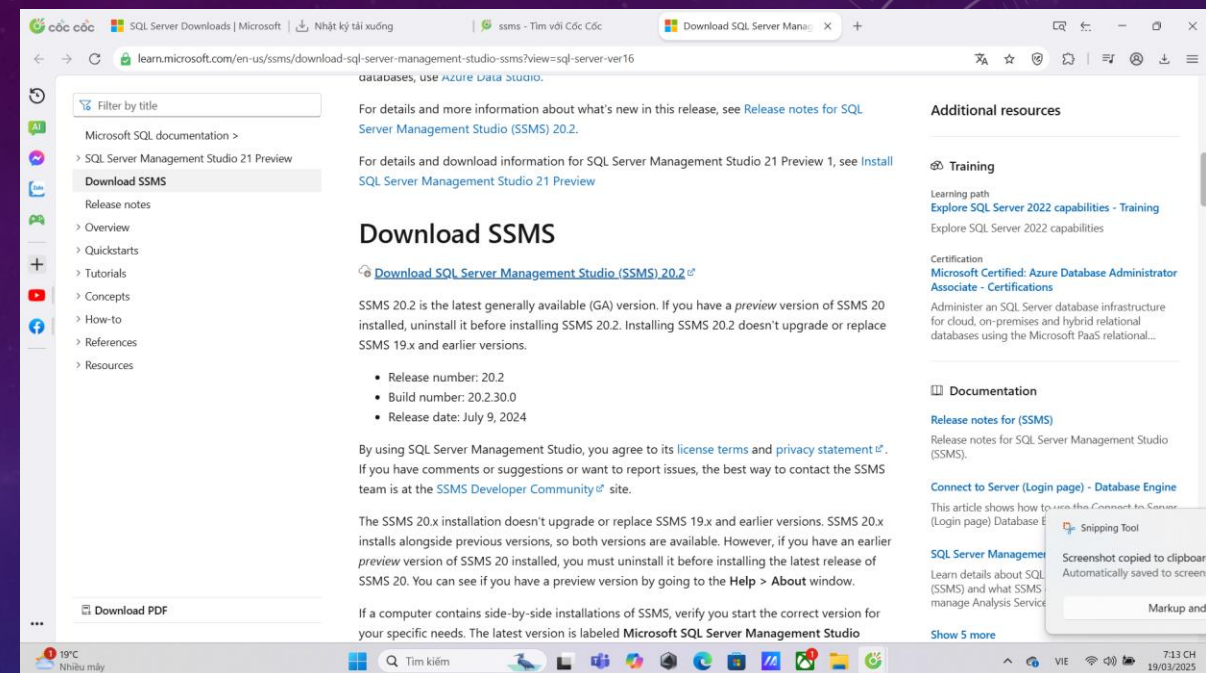 cốc cốc
SQL Server Downloads | Microsoft
Nhật ký tải xuống
ssms - Tìm với Cốc Cốc
Download SQL Server Manag
learn.microsoft.com/en-us/ssms/download-sql-server-management-studio-ssms?view=sql-server-ver16
Filter by title
Microsoft SQL documentation >
SQL Server Management Studio 21 Preview
Download SSMS
Release notes
Overview
Quickstarts
Tutorials
Concepts
How-to
References
Resources
Download PDF
databases, use Azure Data Studio.
For details and more information about what's new in this release, see Release notes for SQL
Server Management Studio (SSMS) 20.2.
For details and download information for SQL Server Management Studio 21 Preview 1, see Install
SQL Server Management Studio 21 Preview
Download SSMS
Download SQL Server Management Studio (SSMS) 20.2
SSMS 20.2 is the latest generally available (GA) version. If you have a preview version of SSMS 20
installed, uninstall it before installing SSMS 20.2. Installing SSMS 20.2 doesn't upgrade or replace
SSMS 19.x and earlier versions.
• Release number: 20.2
• Build number: 20.2.30.0
• Release date: July 9, 2024
By using SQL Server Management Studio, you agree to its license terms and privacy statement.
If you have comments or suggestions or want to report issues, the best way to contact the SSMS
team is at the SSMS Developer Community site.
The SSMS 20.x installation doesn't upgrade or replace SSMS 19.x and earlier versions. SSMS 20.x
installs alongside previous versions, so both versions are available. However, if you have an earlier
preview version of SSMS 20 installed, you must uninstall it before installing the latest release of
SSMS 20. You can see if you have a preview version by going to the Help > About window.
If a computer contains side-by-side installations of SSMS, verify you start the correct version for
your specific needs. The latest version is labeled Microsoft SQL Server Management Studio
Additional resources
Training
Learning path
Explore SQL Server 2022 capabilities - Training
Explore SQL Server 2022 capabilities
Certification
Microsoft Certified: Azure Database Administrator
Associate - Certifications
Administer an SQL Server database infrastructure
for cloud, on-premises and hybrid relational
databases using the Microsoft PaaS relational...
Documentation
Release notes for (SSMS)
Release notes for SQL Server Management Studio
(SSMS).
Connect to Server (Login page) - Database Engine
This article shows how to use the Connect to Server
(Login page) Database E
SQL Server Managemen
Learn details about SQL
(SSMS) and what SSMS
manage Analysis Service
Show 5 more
Snipping Tool
Screenshot copied to clipboar
Automatically saved to screens
Markup and
1
19°C
Nhiều mây
Tìm kiếm
VIE
7:13 CH
19/03/2025